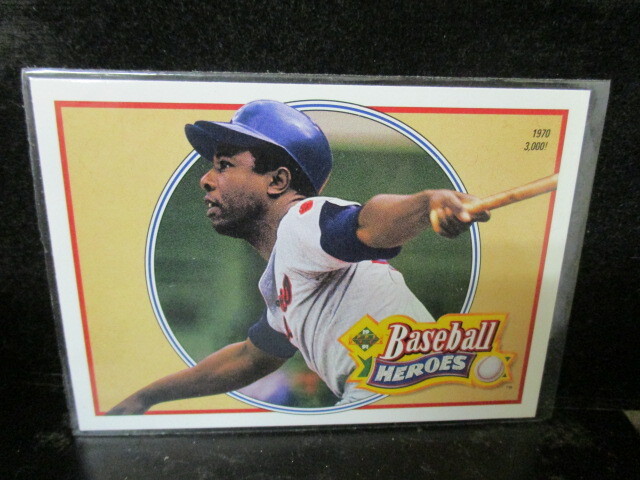 1970
3,000!
Baseball
HEROES